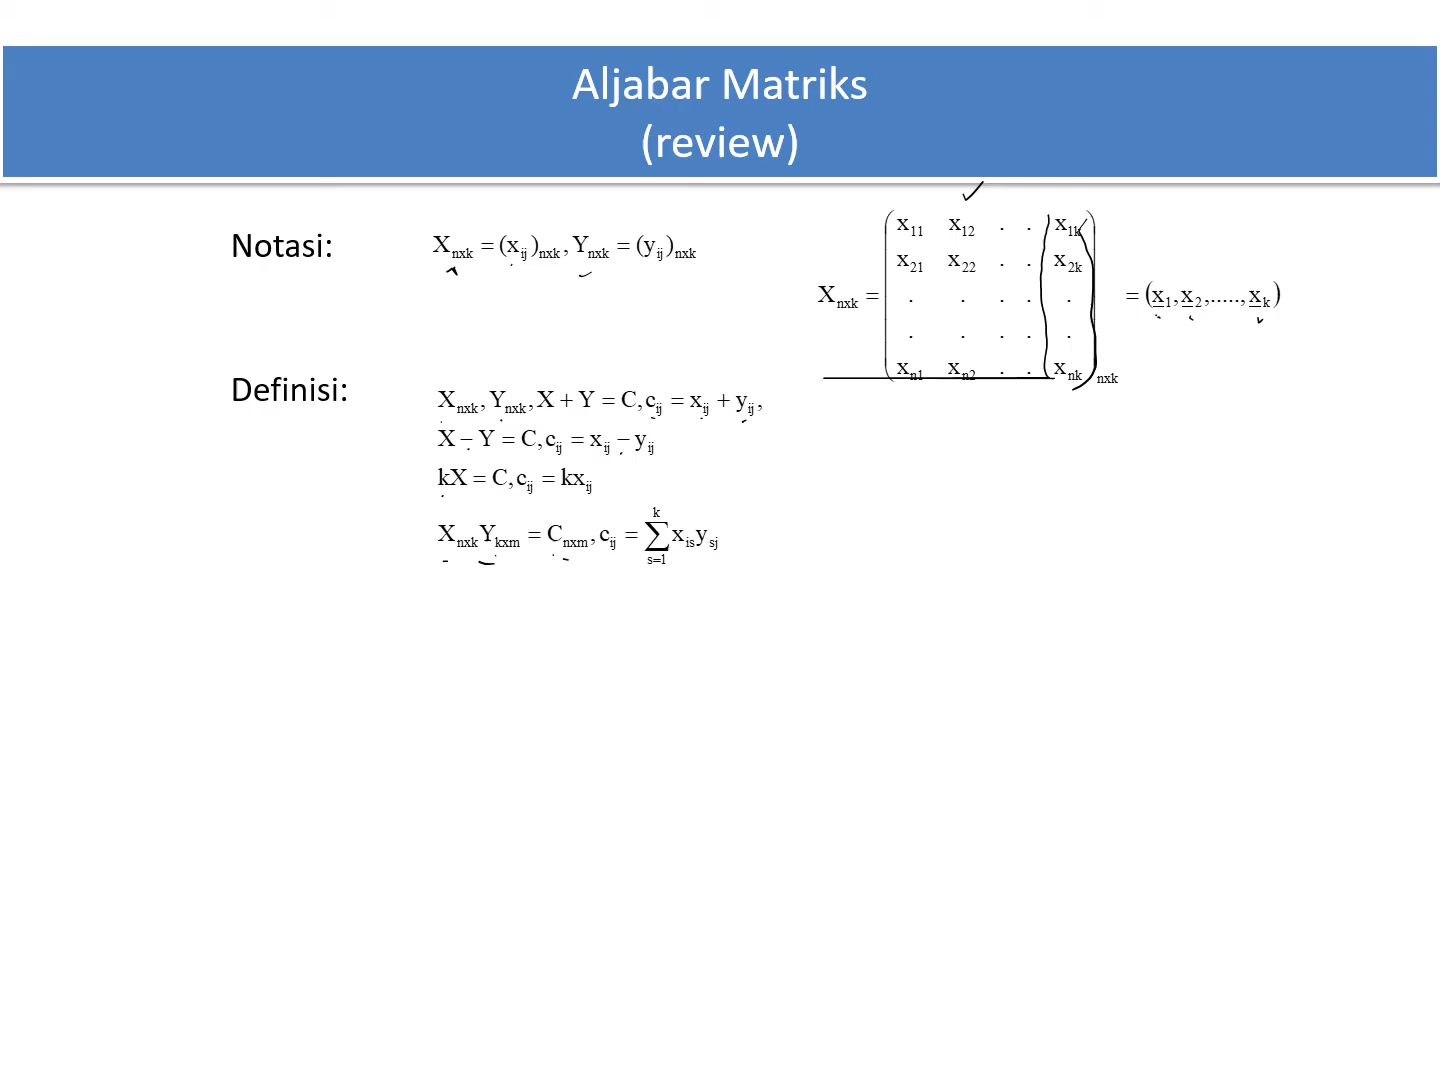 Aljabar Matriks
(review)
Notasi:
X_nxk = (x_ij)_nxk, Y_nxk = (y_ij)_nxk
X_nxk = ( x_11 x_12 . . x_1k
x_21 x_22 . . x_2k
. . . . .
. . . . .
x_n1 x_n2 . . x_nk )_nxk = (x_1, x_2, ....., x_k)
Definisi:
X_nxk, Y_nxk, X + Y = C, c_ij = x_ij + y_ij,
X − Y = C, c_ij = x_ij − y_ij
kX = C, c_ij = kx_ij
X_nxk Y_kxm = C_nxm, c_ij = ∑_{s=1}^{k} x_is y_sj